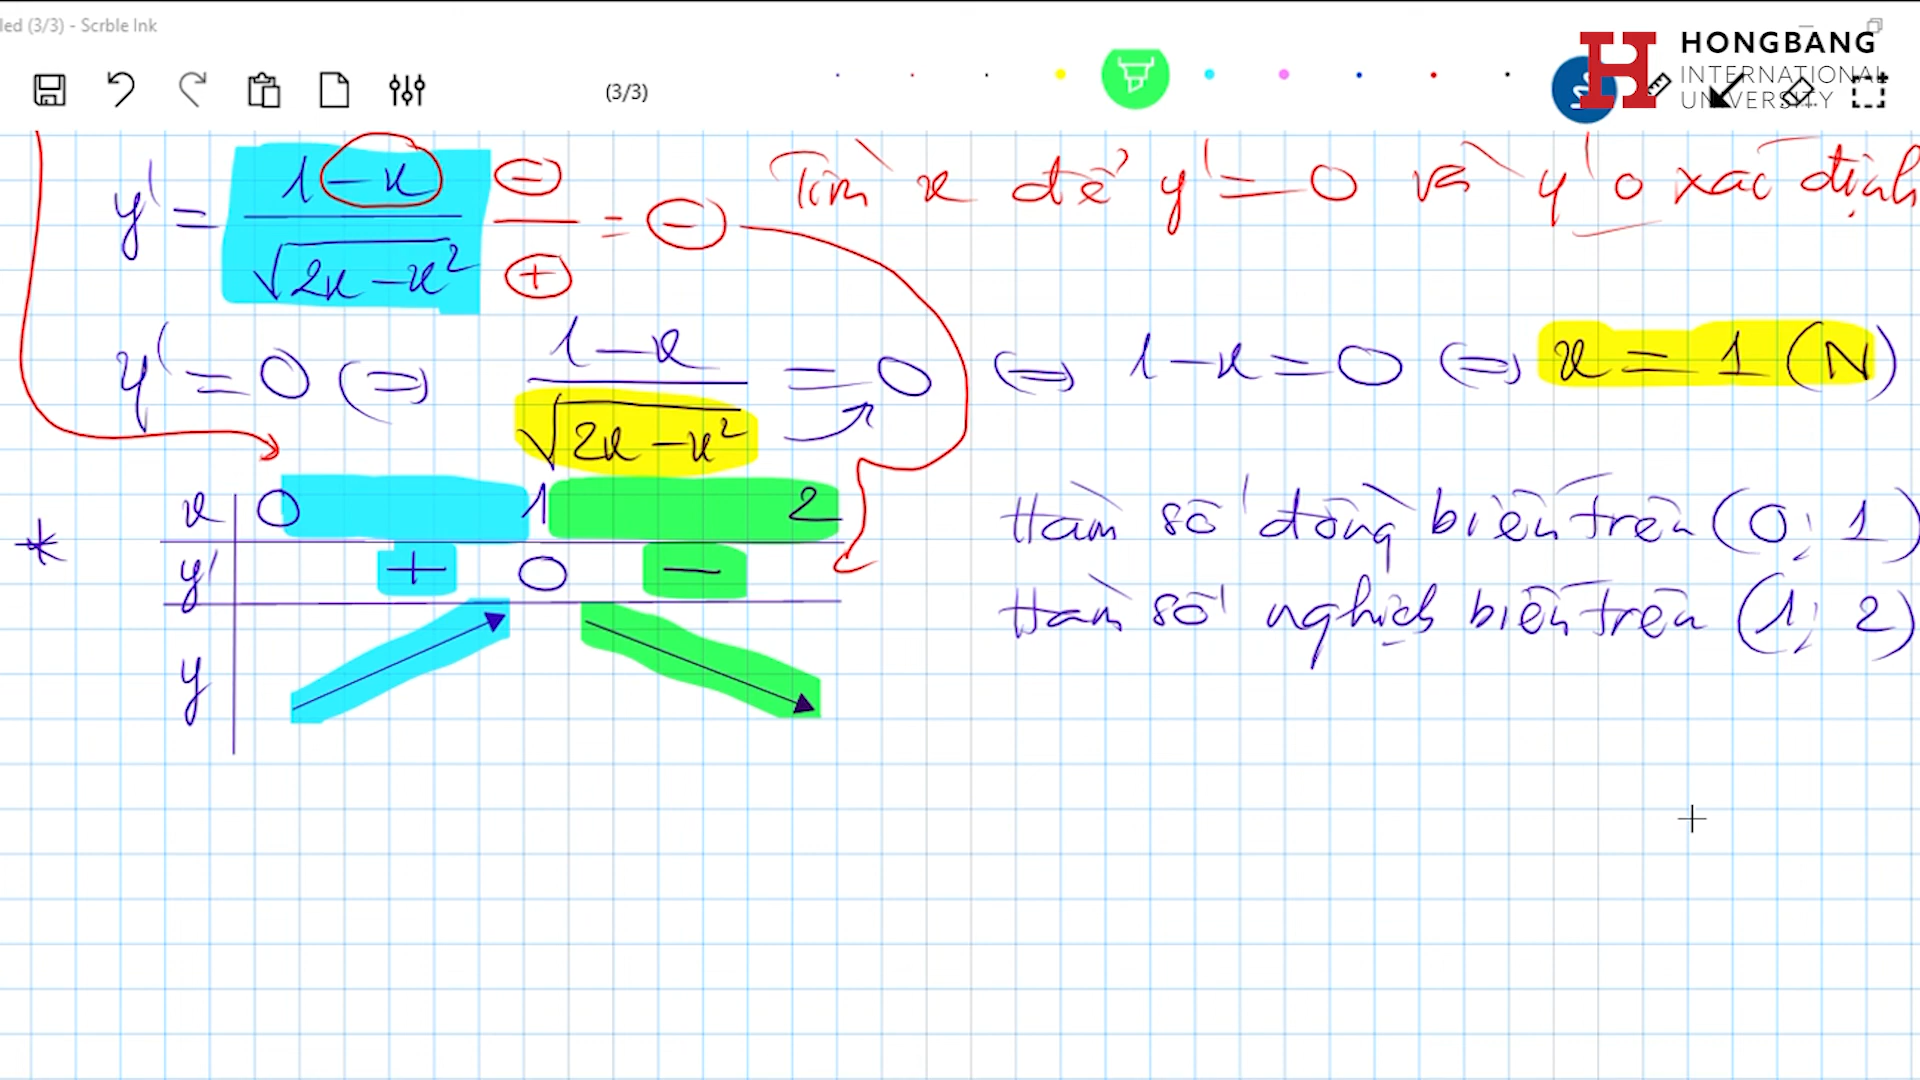 led (3/3) - Scrble Ink
(3/3)
HONGBANG
INTERNATIONAL
UNIVERSITY
y' = 1 - x / √(2x - x²) ⊖ / ⊕ = ⊖
Tìm x để y' = 0 và y' o xác định
y' = 0 ⇔ 1 - x / √(2x - x²) = 0 ⇔ 1 - x = 0 ⇔ x = 1 (N)
* x 0 1 2
y' + 0 −
y
Hàm số đồng biến trên (0; 1)
Hàm số nghịch biến trên (1; 2)